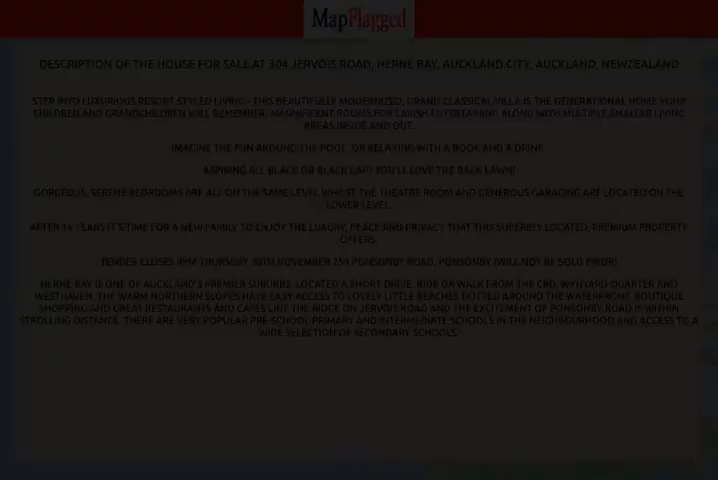 MapFlagged
DESCRIPTION OF THE HOUSE FOR SALE AT 304 JERVOIS ROAD, HERNE BAY, AUCKLAND CITY, AUCKLAND, NEWZEALAND
STEP INTO LUXURIOUS RESORT STYLED LIVING - THIS BEAUTIFULLY MODERNIZED, GRAND CLASSICAL VILLA IS THE GENERATIONAL HOME YOUR
CHILDREN AND GRANDCHILDREN WILL REMEMBER. MAGNIFICENT ROOMS FOR LAVISH ENTERTAINING ALONG WITH MULTIPLE SMALLER LIVING
AREAS INSIDE AND OUT.
IMAGINE THE FUN AROUND THE POOL, OR RELAXING WITH A BOOK AND A DRINK.
ASPIRING ALL BLACK OR BLACK CAP? YOU'LL LOVE THE BACK LAWN!
GORGEOUS, SERENE BEDROOMS ARE ALL ON THE SAME LEVEL WHILST THE THEATRE ROOM AND GENEROUS GARAGING ARE LOCATED ON THE
LOWER LEVEL.
AFTER 16 YEARS IT'S TIME FOR A NEW FAMILY TO ENJOY THE LUXURY, PEACE AND PRIVACY THAT THIS SUPERBLY LOCATED, PREMIUM PROPERTY
OFFERS.
TENDER CLOSES 4PM THURSDAY 30TH NOVEMBER 254 PONSONBY ROAD, PONSONBY (WILL NOT BE SOLD PRIOR)
HERNE BAY IS ONE OF AUCKLAND'S PREMIER SUBURBS. LOCATED A SHORT DRIVE, RIDE OR WALK FROM THE CBD, WYNYARD QUARTER AND
WESTHAVEN. THE WARM NORTHERN SLOPES HAVE EASY ACCESS TO LOVELY LITTLE BEACHES DOTTED AROUND THE WATERFRONT. BOUTIQUE
SHOPPING AND GREAT RESTAURANTS AND CAFES LINE THE RIDGE ON JERVOIS ROAD AND THE EXCITEMENT OF PONSONBY ROAD IS WITHIN
STROLLING DISTANCE. THERE ARE VERY POPULAR PRE-SCHOOL, PRIMARY AND INTERMEDIATE SCHOOLS IN THE NEIGHBOURHOOD AND ACCESS TO A
WIDE SELECTION OF SECONDARY SCHOOLS.